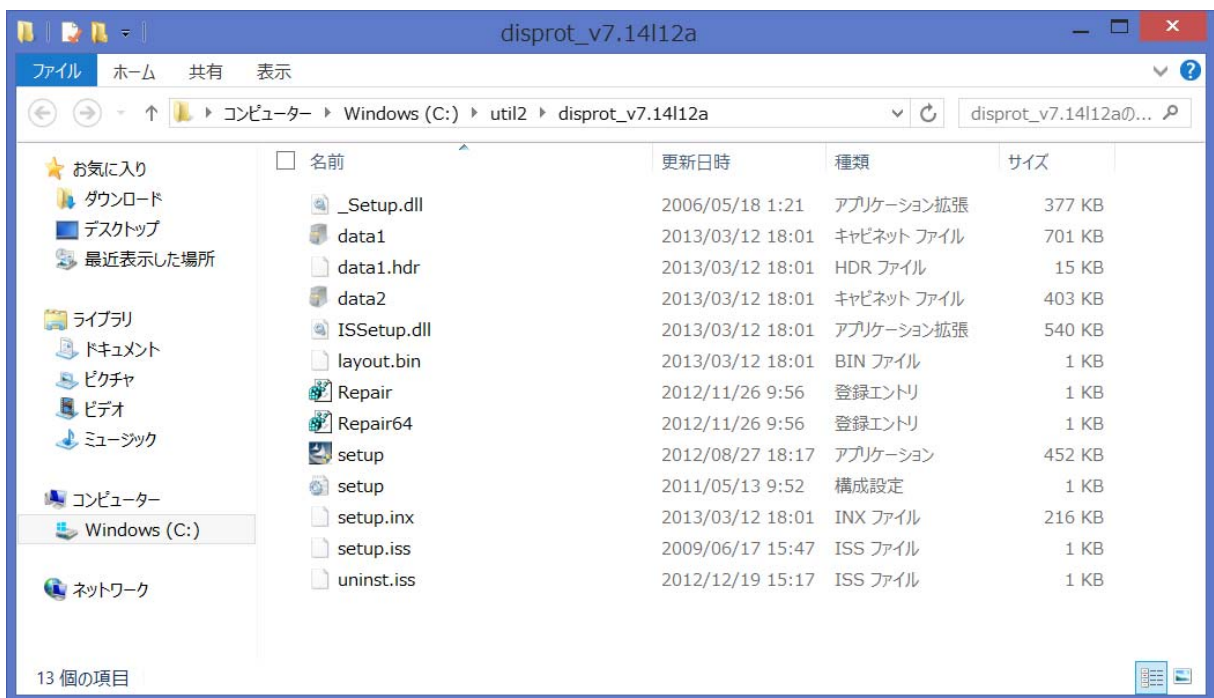 disprot_v7.14l12a
ファイル ホーム 共有 表示
コンピューター Windows (C:) util2 disprot_v7.14l12a disprot_v7.14l12aの...
お気に入り
ダウンロード
デスクトップ
最近表示した場所
ライブラリ
ドキュメント
ピクチャ
ビデオ
ミュージック
コンピューター
Windows (C:)
ネットワーク
名前 更新日時 種類 サイズ
_Setup.dll 2006/05/18 1:21 アプリケーション拡張 377 KB
data1 2013/03/12 18:01 キャビネット ファイル 701 KB
data1.hdr 2013/03/12 18:01 HDR ファイル 15 KB
data2 2013/03/12 18:01 キャビネット ファイル 403 KB
ISSetup.dll 2013/03/12 18:01 アプリケーション拡張 540 KB
layout.bin 2013/03/12 18:01 BIN ファイル 1 KB
Repair 2012/11/26 9:56 登録エントリ 1 KB
Repair64 2012/11/26 9:56 登録エントリ 1 KB
setup 2012/08/27 18:17 アプリケーション 452 KB
setup 2011/05/13 9:52 構成設定 1 KB
setup.inx 2013/03/12 18:01 INX ファイル 216 KB
setup.iss 2009/06/17 15:47 ISS ファイル 1 KB
uninst.iss 2012/12/19 15:17 ISS ファイル 1 KB
13 個の項目